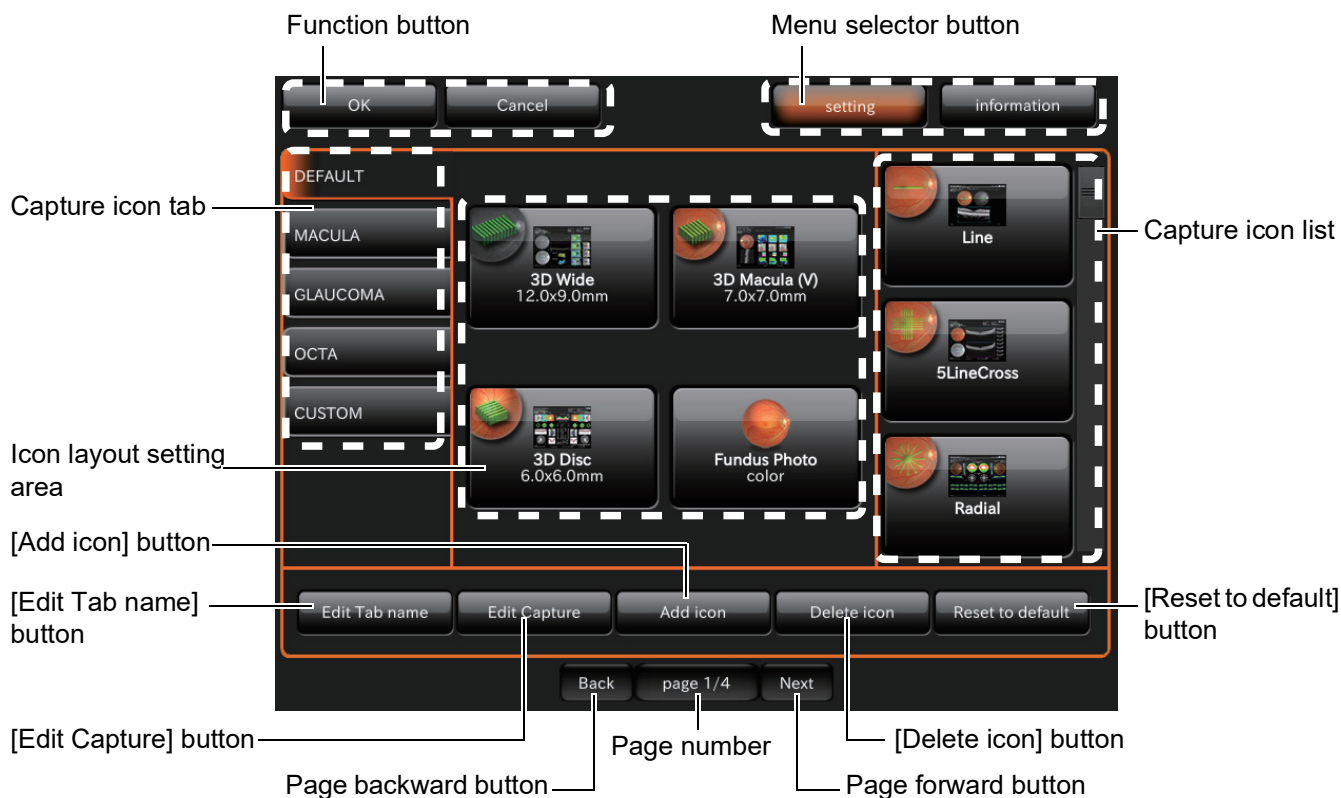 Function button
Menu selector button
OK
Cancel
setting
information
DEFAULT
Capture icon tab
MACULA
GLAUCOMA
OCTA
CUSTOM
3D Wide
12.0x9.0mm
3D Macula (V)
7.0x7.0mm
3D Disc
6.0x6.0mm
Fundus Photo
color
Line
5LineCross
Radial
Capture icon list
Icon layout setting
area
[Add icon] button
[Edit Tab name]
button
Edit Tab name
Edit Capture
Add icon
Delete icon
Reset to default
[Reset to default]
button
Back
page 1/4
Next
[Edit Capture] button
Page number
[Delete icon] button
Page backward button
Page forward button